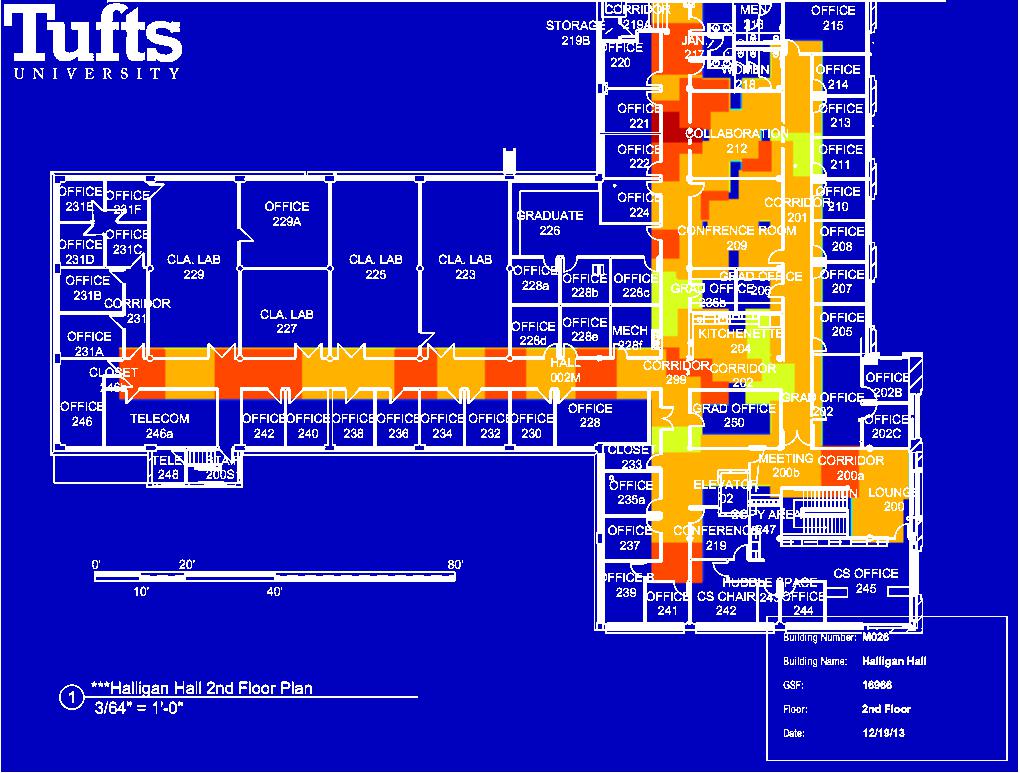 Tufts
UNIVERSITY
CORRIDOR
219A
STORAGE
219B
MEN
OFFICE
215
JAN.
217
OFFICE
220
WOMEN
218
OFFICE
214
OFFICE
221
OFFICE
213
COLLABORATION
212
OFFICE
222
OFFICE
211
OFFICE
231E
OFFICE
231F
OFFICE
229A
OFFICE
224
CORRIDOR
201
OFFICE
210
GRADUATE
226
CONFRENCE ROOM
209
OFFICE
208
OFFICE
231D
OFFICE
231C
CLA. LAB
229
CLA. LAB
225
CLA. LAB
223
OFFICE
228a
OFFICE
228b
OFFICE
228c
GRAD OFFICE
GRAD OFFICE
OFFICE
207
OFFICE
231B
CORRIDOR
231
CLA. LAB
227
OFFICE
228d
OFFICE
228e
MECH
228f
KITCHENETTE
204
OFFICE
205
OFFICE
231A
CLOSET
HALL
002M
CORRIDOR
299
CORRIDOR
202
OFFICE
202B
OFFICE
246
TELECOM
246a
OFFICE
242
OFFICE
240
OFFICE
238
OFFICE
236
OFFICE
234
OFFICE
232
OFFICE
230
OFFICE
228
GRAD OFFICE
250
GRAD OFFICE
202
OFFICE
202C
TELE
248
200S
CLOSET
233
MEETING
200b
CORRIDOR
200a
OFFICE
235a
ELEVATOR
02
LOUNGE
200
COPY AREA
247
OFFICE
237
CONFERENCE
219
OFFICE
239
OFFICE
241
CS CHAIR
242
HUBBLE SPACE
243
OFFICE
244
CS OFFICE
245
0' 20' 80'
10' 40'
1
***Halligan Hall 2nd Floor Plan
3/64" = 1'-0"
Building Number: M026
Building Name: Halligan Hall
GSF: 16966
Floor: 2nd Floor
Date: 12/19/13